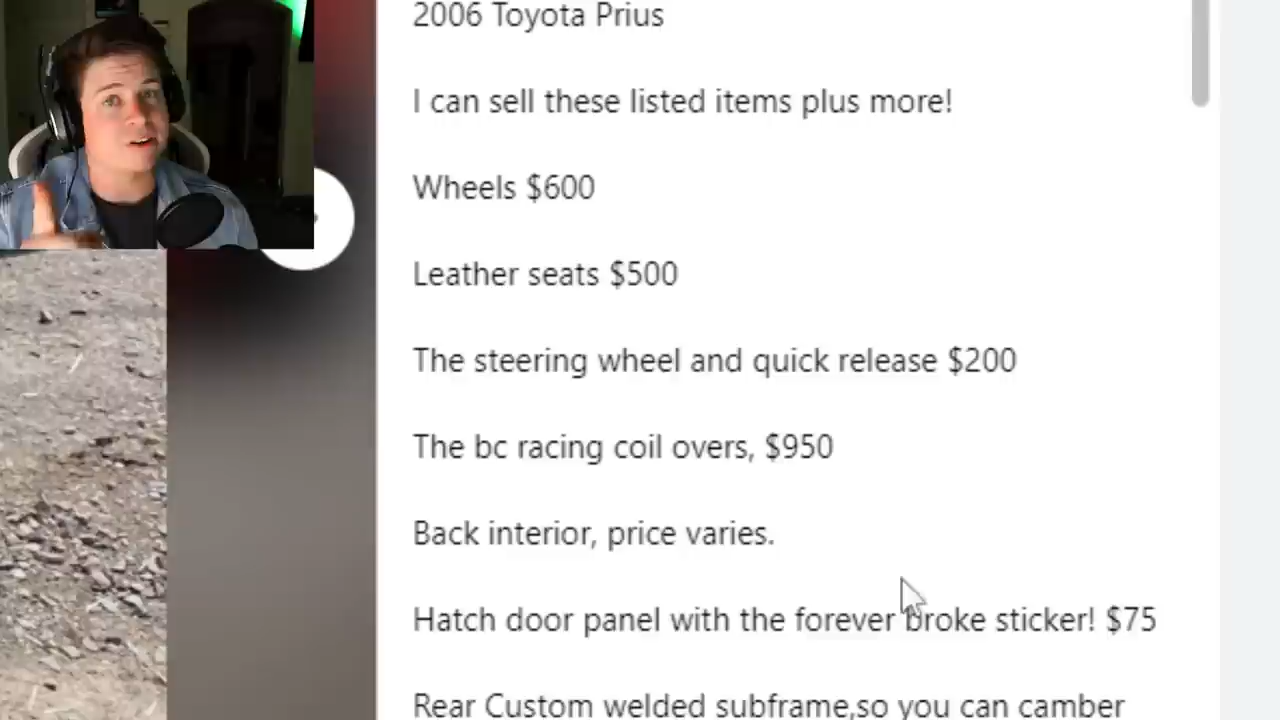 2006 Toyota Prius
I can sell these listed items plus more!
Wheels $600
Leather seats $500
The steering wheel and quick release $200
The bc racing coil overs, $950
Back interior, price varies.
Hatch door panel with the forever broke sticker! $75
Rear Custom welded subframe,so you can camber